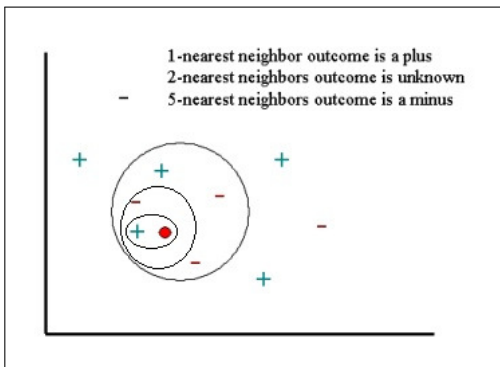 1-nearest neighbor outcome is a plus
2-nearest neighbors outcome is unknown
5-nearest neighbors outcome is a minus